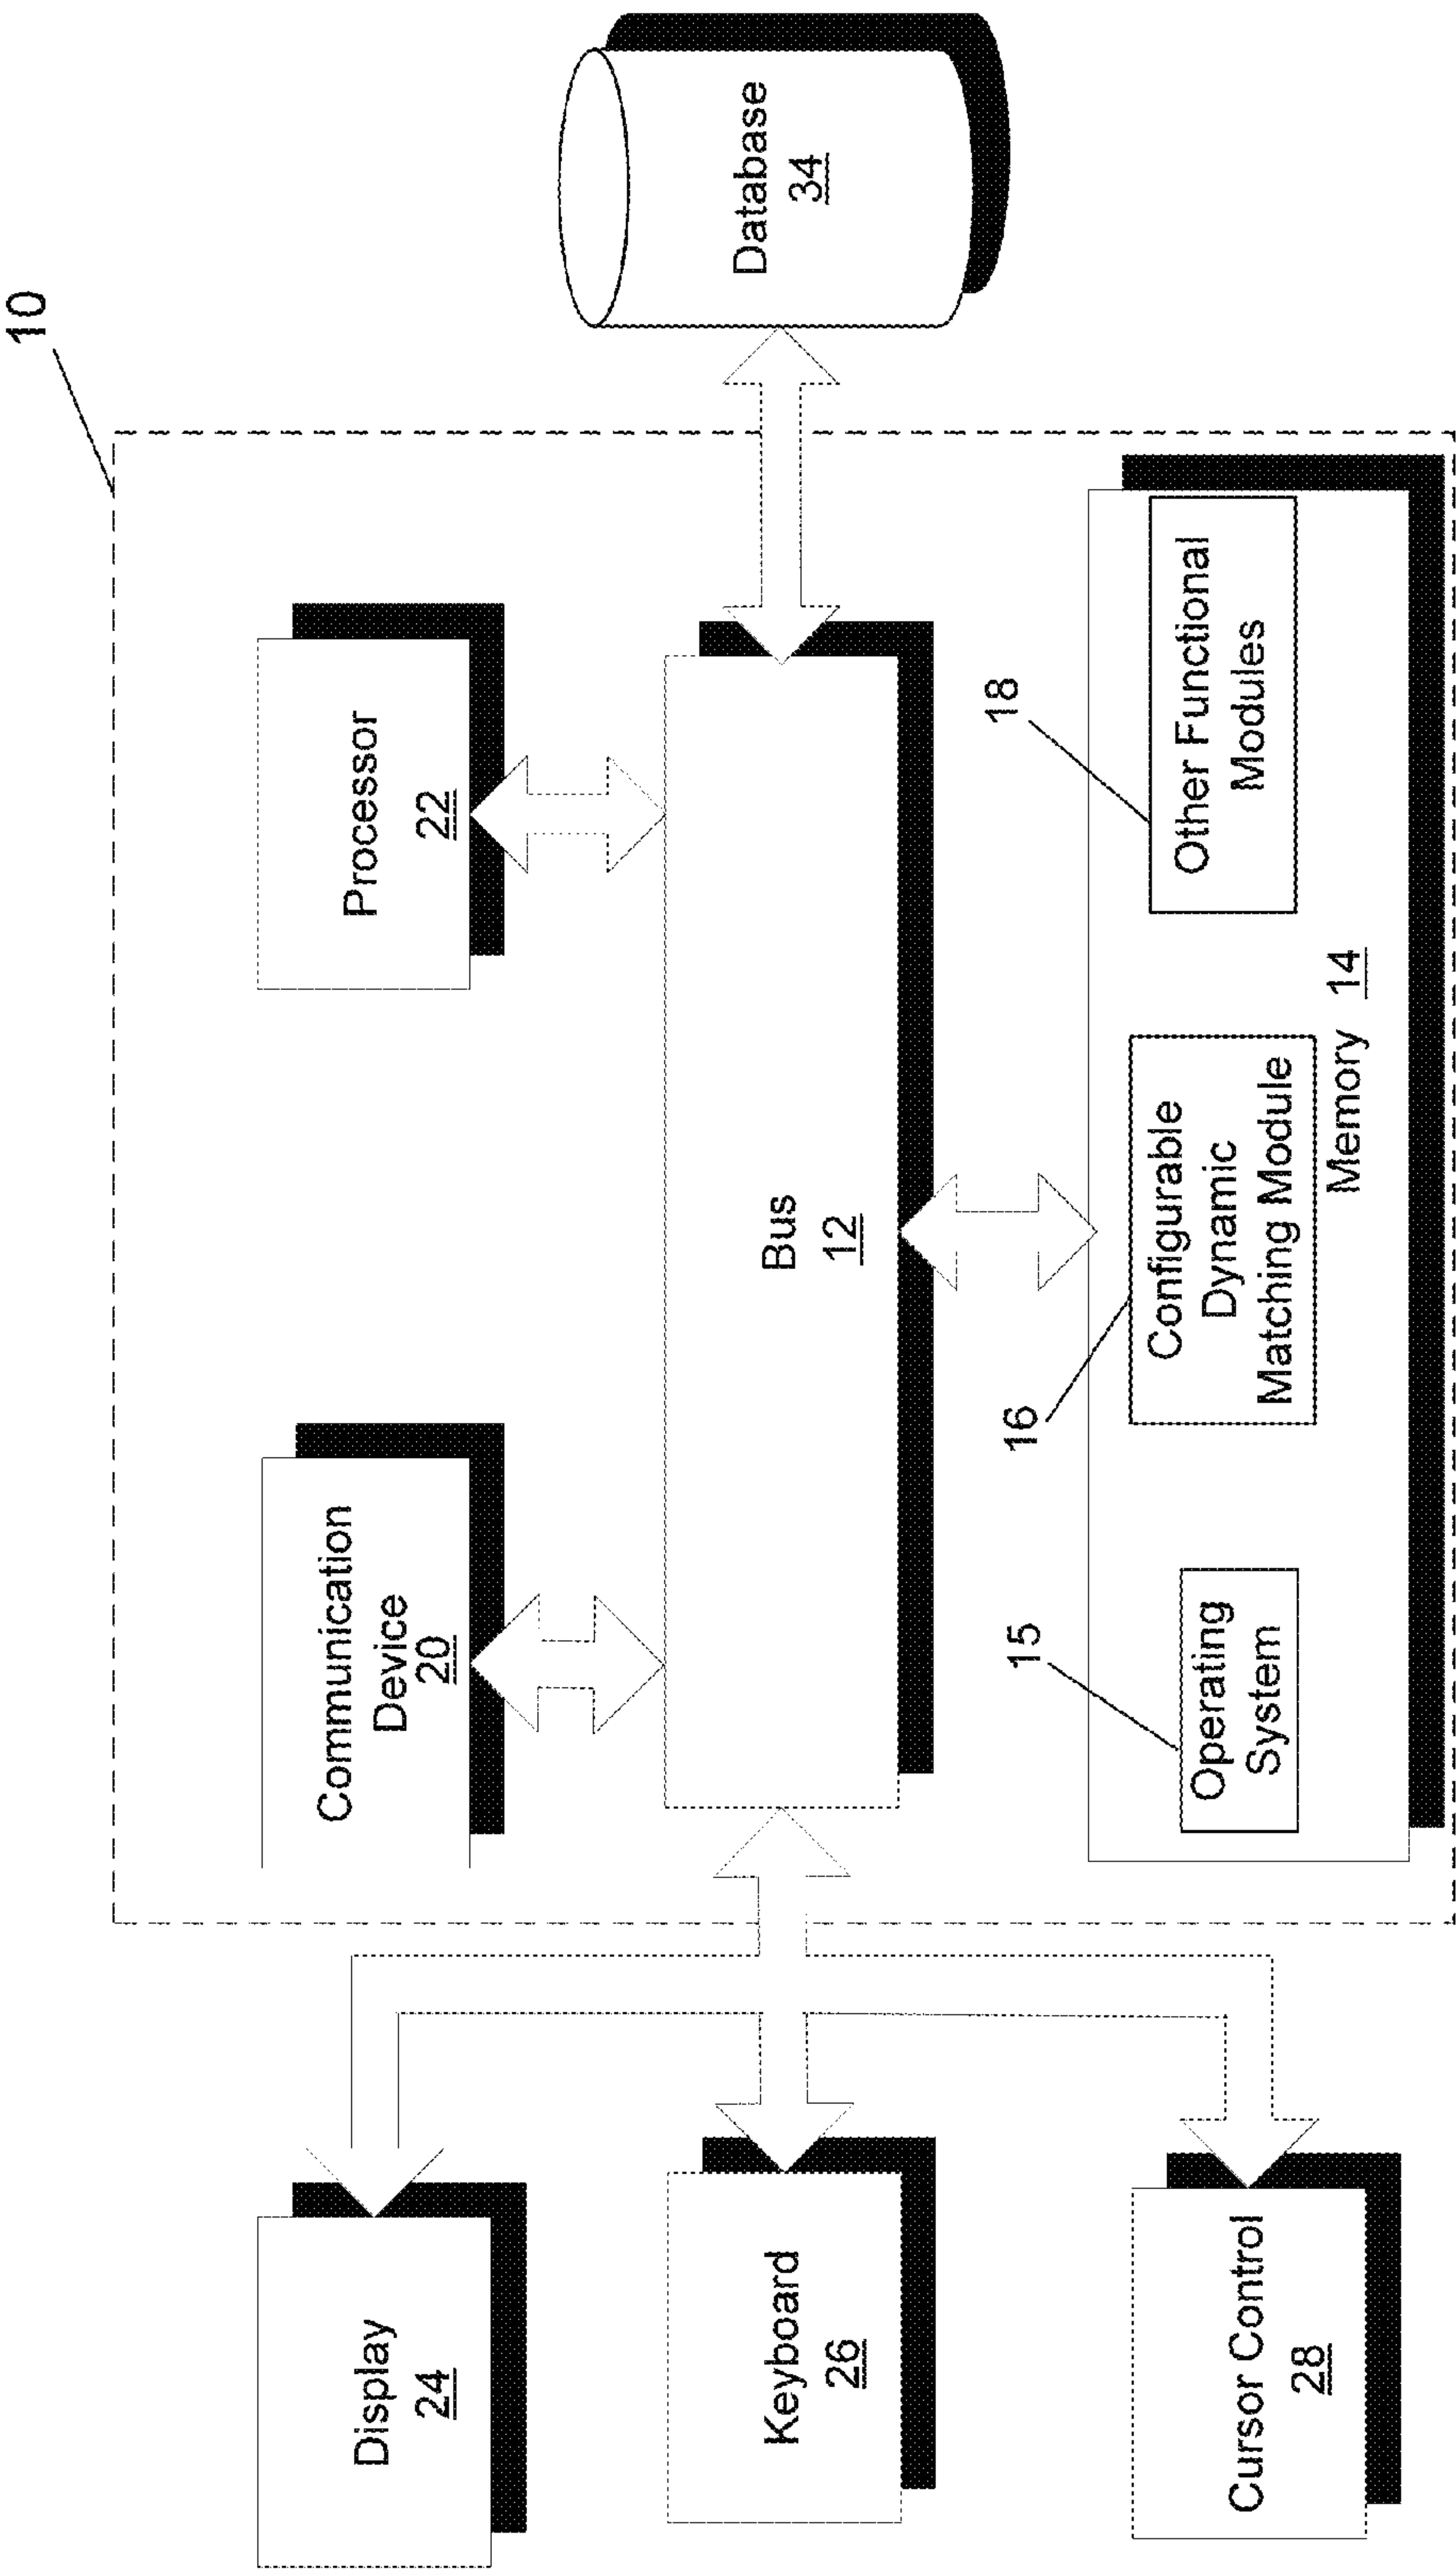 10
Communication
Device
20
Processor
22
Display
24
Keyboard
26
Cursor Control
28
Bus
12
Database
34
15
16
18
Operating
System
Configurable
Dynamic
Matching Module
Other Functional
Modules
Memory 14